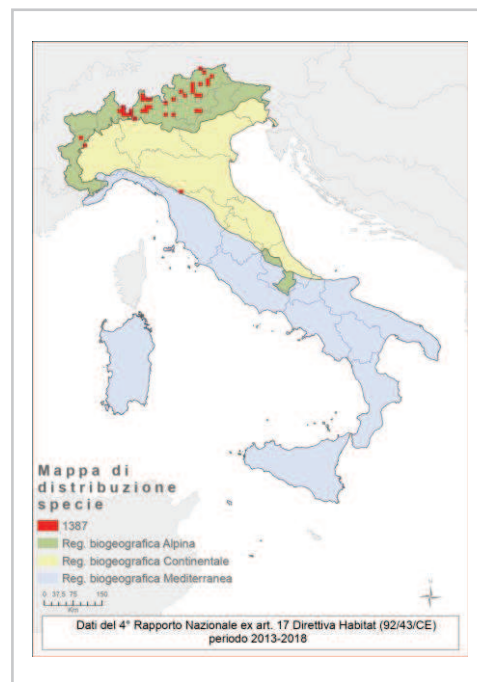 Mappa di
distribuzione
specie
1387
Reg. biogeografica Alpina
Reg. biogeografica Continentale
Reg. biogeografica Mediterranea
0 37,5 75 150
Km
N
Dati del 4° Rapporto Nazionale ex art. 17 Direttiva Habitat (92/43/CE)
periodo 2013-2018